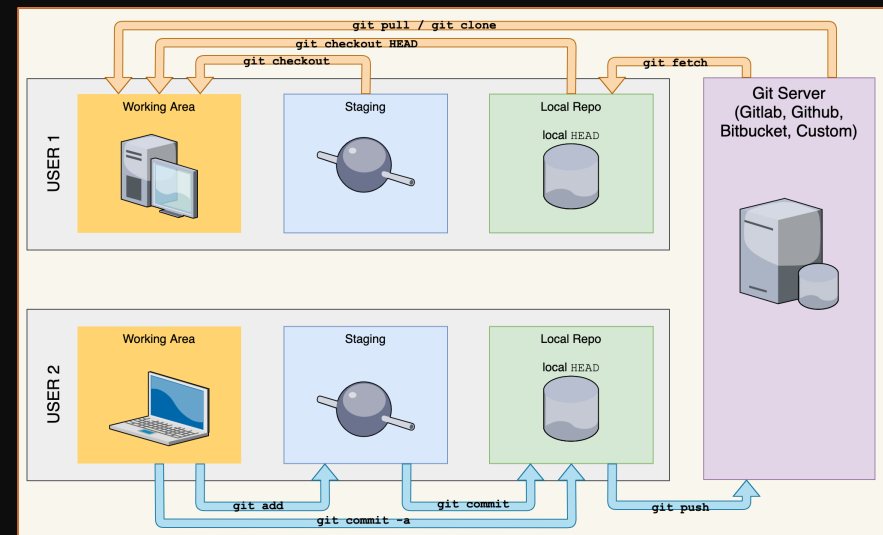 git pull / git clone
git checkout HEAD
git checkout
git fetch
USER 1
Working Area
Staging
Local Repo
local HEAD
Git Server
(Gitlab, Github,
Bitbucket, Custom)
USER 2
Working Area
Staging
Local Repo
local HEAD
git add
git commit
git push
git commit -a